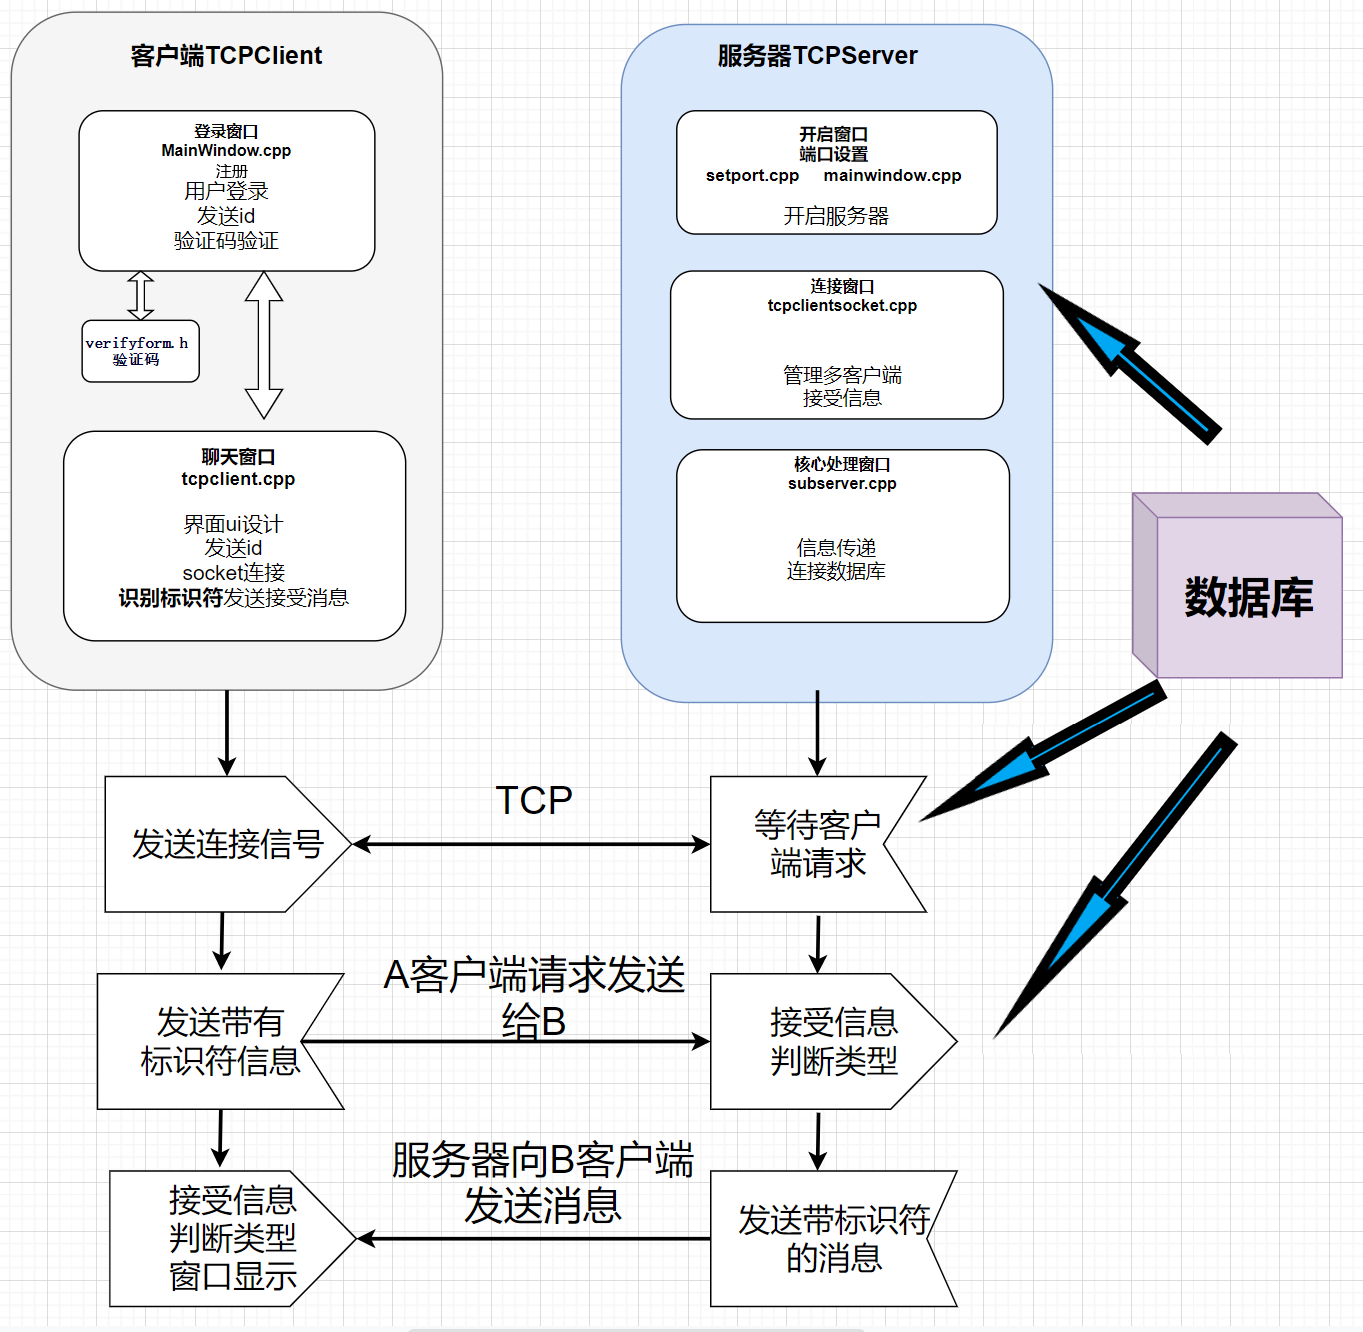 客户端TCPClient
登录窗口
MainWindow.cpp
注册
用户登录
发送id
验证码验证
verifyform.h
验证码
聊天窗口
tcpclient.cpp
界面ui设计
发送id
socket连接
识别标识符发送接受消息
服务器TCPServer
开启窗口
端口设置
setport.cpp mainwindow.cpp
开启服务器
连接窗口
tcpclientsocket.cpp
管理多客户端
接受信息
核心处理窗口
subserver.cpp
信息传递
连接数据库
数据库
发送连接信号
TCP
等待客户
端请求
发送带有
标识符信息
A客户端请求发送
给B
接受信息
判断类型
接受信息
判断类型
窗口显示
服务器向B客户端
发送消息
发送带标识符
的消息